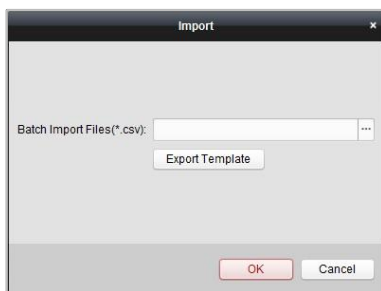 Import
×
Batch Import Files(*.csv):
...
Export Template
OK Cancel